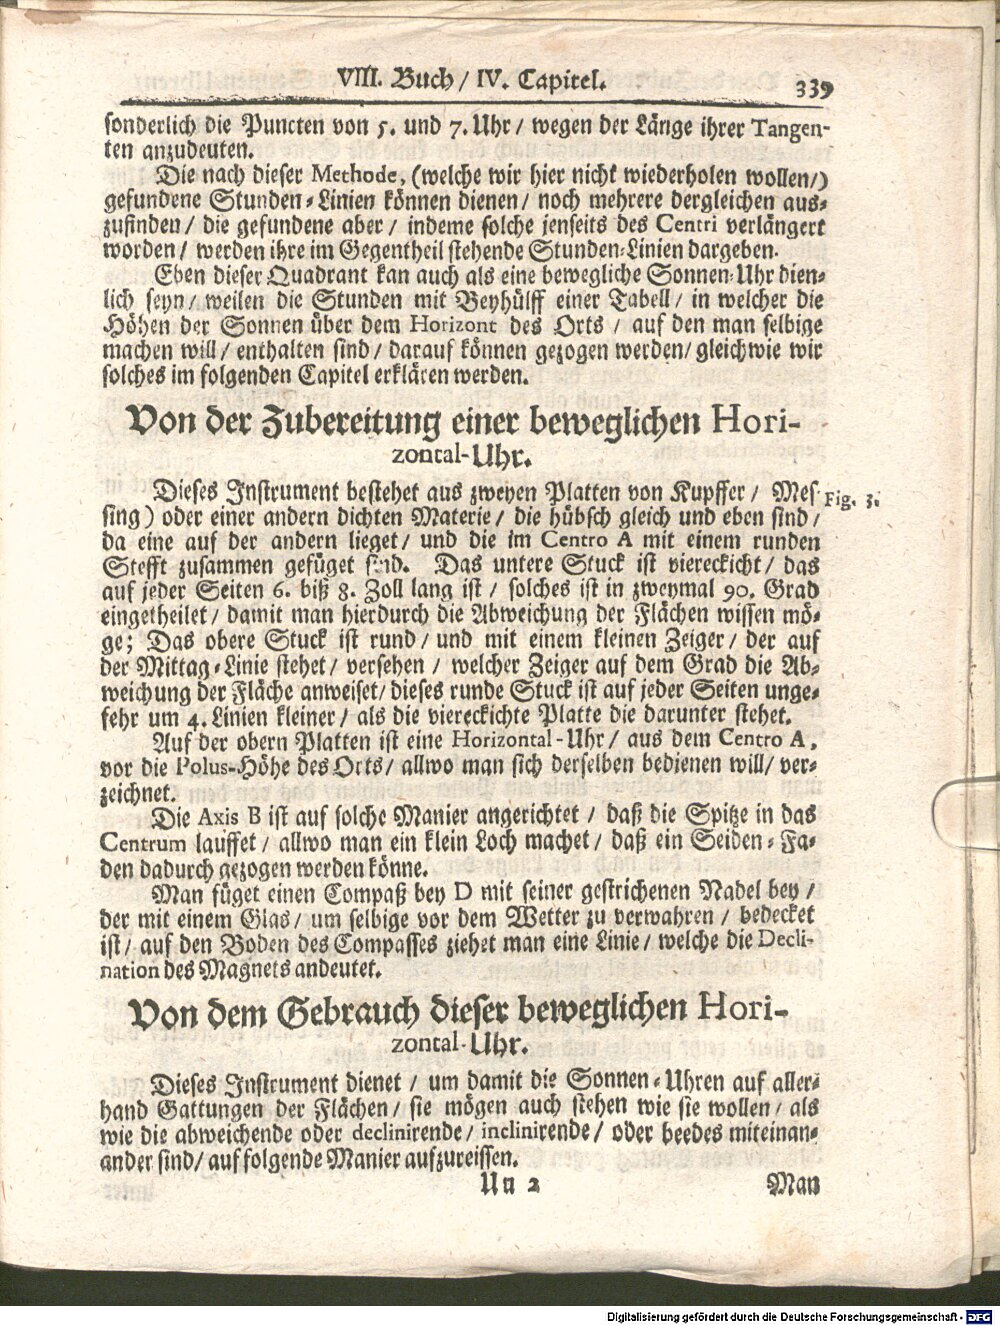 VIII. Buch / IV. Capitel. 339
sonderlich die Puncten von 5. und 7. Uhr / wegen der Länge ihrer Tangen-
ten anzudeuten.
Die nach dieser Methode, (welche wir hier nicht wiederholen wollen/)
gefundene Stunden-Linien können dienen / noch mehrere dergleichen aus-
zufinden / die gefundene aber / indeme solche jenseits des Centri verlängert
worden / werden ihre im Gegentheil stehende Stunden-Linien dargeben.
Eben dieser Quadrant kan auch als eine bewegliche Sonnen-Uhr dien-
lich seyn / weilen die Stunden mit Beyhülff einer Tabell / in welcher die
Höhen der Sonnen über dem Horizont des Orts / auf den man selbige
machen will / enthalten sind / darauf können gezogen werden / gleichwie wir
solches im folgenden Capitel erklären werden.
Von der Zubereitung einer beweglichen Hori-
zontal-Uhr.
Dieses Instrument bestehet aus zweyen Platten von Kupffer / Mes Fig. 3.
sing) oder einer andern dichten Materie / die hübsch gleich und eben sind /
da eine auf der andern lieget / und die im Centro A mit einem runden
Stefft zusammen gefüget sind. Das untere Stuck ist viereckicht / das
auf jeder Seiten 6. biß 8. Zoll lang ist / solches ist in zweymal 90. Grad
eingetheilet / damit man hierdurch die Abweichung der Flächen wissen mö-
ge; Das obere Stuck ist rund / und mit einem kleinen Zeiger / der auf
der Mittag-Linie stehet / versehen / welcher Zeiger auf dem Grad die Ab-
weichung der Fläche anweiset / dieses runde Stuck ist auf jeder Seiten unge-
fehr um 4. Linien kleiner / als die viereckichte Platte die darunter stehet.
Auf der obern Platten ist eine Horizontal-Uhr / aus dem Centro A,
vor die Polus-Höhe des Orts / allwo man sich derselben bedienen will / ver-
zeichnet.
Die Axis B ist auf solche Manier angerichtet / daß die Spitze in das
Centrum lauffet / allwo man ein klein Loch machet / daß ein Seiden-Fa-
den dadurch gezogen werden könne.
Man füget einen Compaß bey D mit seiner gestrichenen Nadel bey /
der mit einem Glas / um selbige vor dem Wetter zu verwahren / bedecket
ist / auf den Boden des Compasses ziehet man eine Linie / welche die Decli-
nation des Magnets andeutet.
Von dem Gebrauch dieser beweglichen Hori-
zontal-Uhr.
Dieses Instrument dienet / um damit die Sonnen-Uhren auf aller-
hand Gattungen der Flächen / sie mögen auch stehen wie sie wollen / als
wie die abweichende oder declinirende / inclinirende / oder beedes miteinan-
ander sind / auf folgende Manier aufzureissen.
Uu 2 Man
Digitalisierung gefördert durch die Deutsche Forschungsgemeinschaft - DFG